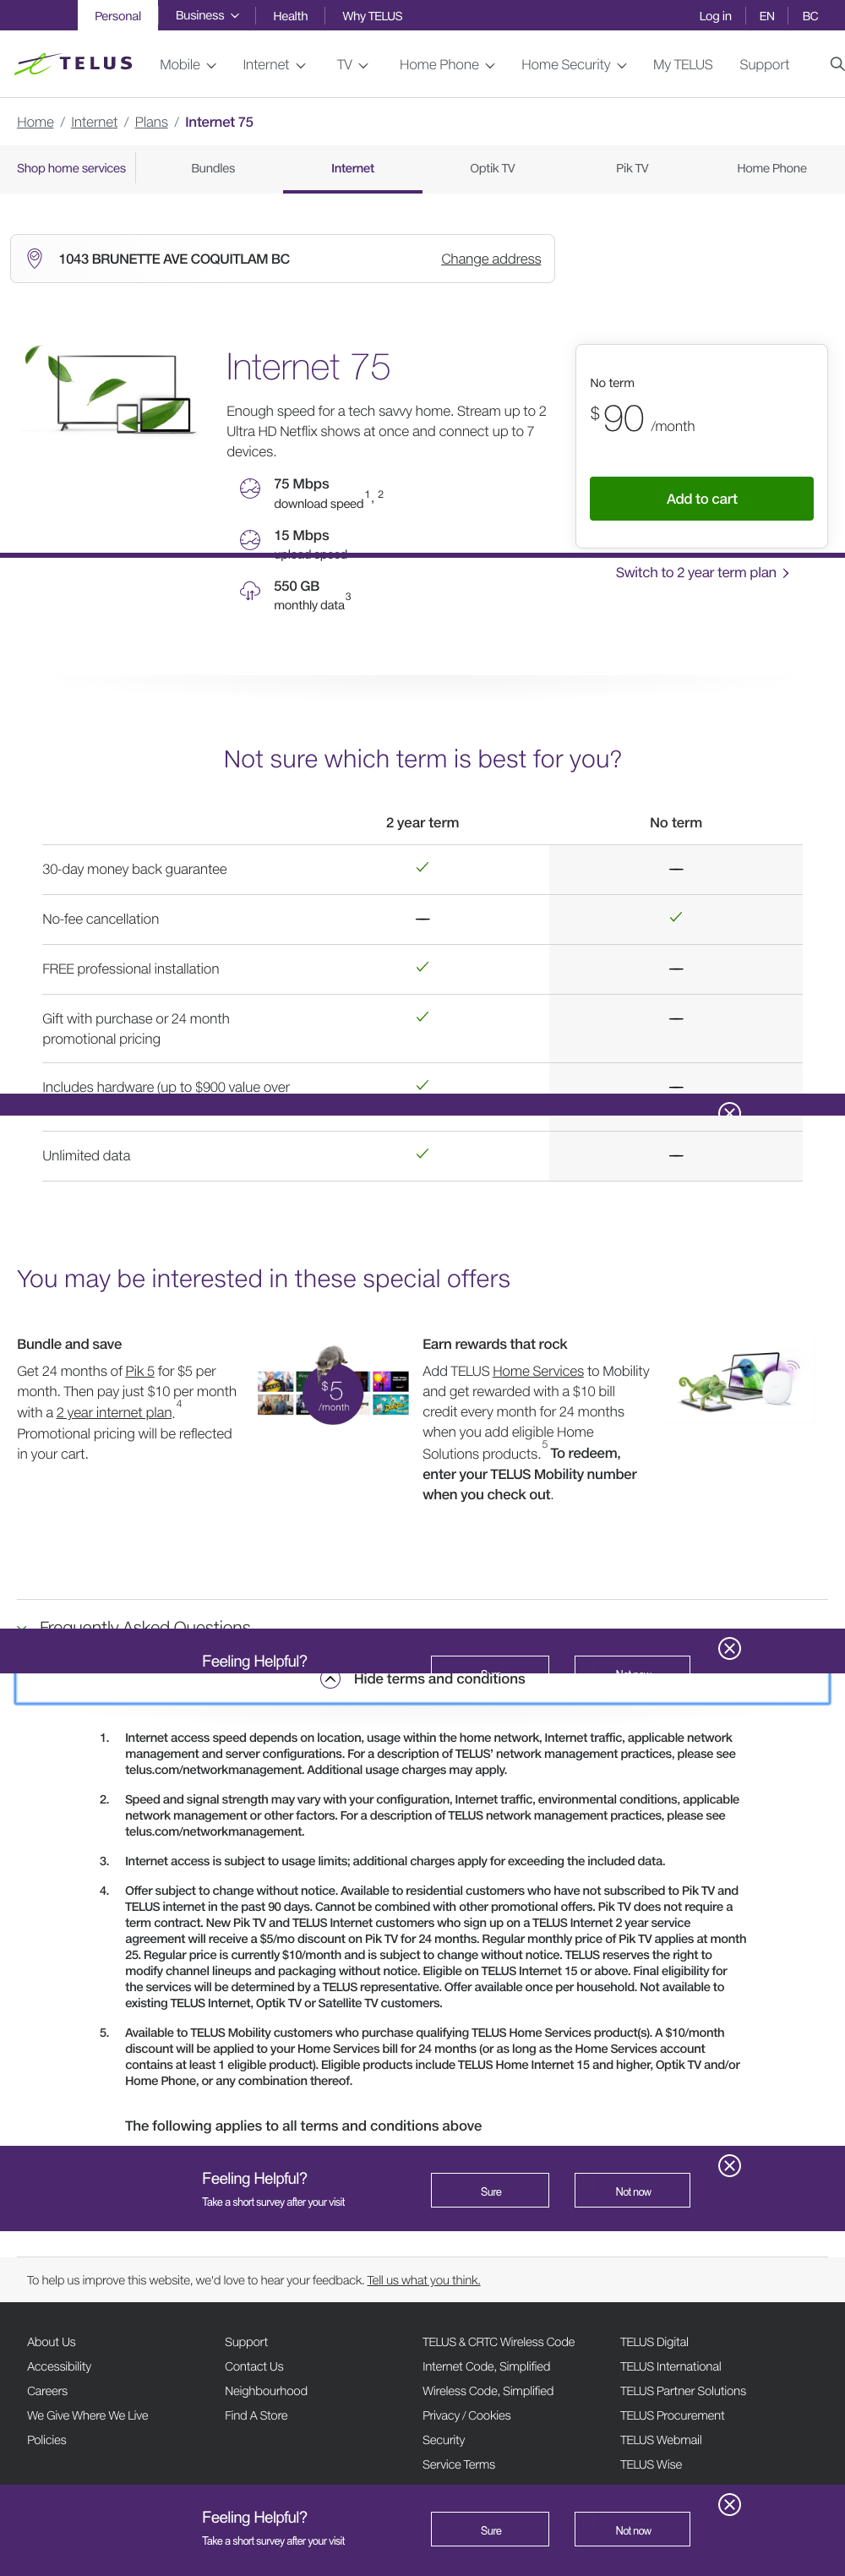 Personal Business Health Why TELUS Log in EN BC
TELUS Mobile Internet TV Home Phone Home Security My TELUS Support
Home / Internet / Plans / Internet 75
Shop home services Bundles Internet Optik TV Pik TV Home Phone
1043 BRUNETTE AVE COQUITLAM BC Change address
Internet 75
Enough speed for a tech savvy home. Stream up to 2
Ultra HD Netflix shows at once and connect up to 7
devices.
75 Mbps
download speed 1, 2
15 Mbps
upload speed
550 GB
monthly data 3
No term
$ 90 /month
Add to cart
Switch to 2 year term plan
Not sure which term is best for you?
2 year term No term
30-day money back guarantee
No-fee cancellation
FREE professional installation
Gift with purchase or 24 month
promotional pricing
Includes hardware (up to $900 value over
Unlimited data
You may be interested in these special offers
Bundle and save
Get 24 months of Pik 5 for $5 per
month. Then pay just $10 per month
with a 2 year internet plan. 4
Promotional pricing will be reflected
in your cart.
$5
/month
Earn rewards that rock
Add TELUS Home Services to Mobility
and get rewarded with a $10 bill
credit every month for 24 months
when you add eligible Home
Solutions products. 5 To redeem,
enter your TELUS Mobility number
when you check out.
Frequently Asked Questions
Feeling Helpful?
Sure Not now
Hide terms and conditions
1. Internet access speed depends on location, usage within the home network, Internet traffic, applicable network
management and server configurations. For a description of TELUS' network management practices, please see
telus.com/networkmanagement. Additional usage charges may apply.
2. Speed and signal strength may vary with your configuration, Internet traffic, environmental conditions, applicable
network management or other factors. For a description of TELUS network management practices, please see
telus.com/networkmanagement.
3. Internet access is subject to usage limits; additional charges apply for exceeding the included data.
4. Offer subject to change without notice. Available to residential customers who have not subscribed to Pik TV and
TELUS internet in the past 90 days. Cannot be combined with other promotional offers. Pik TV does not require a
term contract. New Pik TV and TELUS Internet customers who sign up on a TELUS Internet 2 year service
agreement will receive a $5/mo discount on Pik TV for 24 months. Regular monthly price of Pik TV applies at month
25. Regular price is currently $10/month and is subject to change without notice. TELUS reserves the right to
modify channel lineups and packaging without notice. Eligible on TELUS Internet 15 or above. Final eligibility for
the services will be determined by a TELUS representative. Offer available once per household. Not available to
existing TELUS Internet, Optik TV or Satellite TV customers.
5. Available to TELUS Mobility customers who purchase qualifying TELUS Home Services product(s). A $10/month
discount will be applied to your Home Services bill for 24 months (or as long as the Home Services account
contains at least 1 eligible product). Eligible products include TELUS Home Internet 15 and higher, Optik TV and/or
Home Phone, or any combination thereof.
The following applies to all terms and conditions above
Feeling Helpful?
Take a short survey after your visit
Sure Not now
To help us improve this website, we'd love to hear your feedback. Tell us what you think.
About Us Support TELUS & CRTC Wireless Code TELUS Digital
Accessibility Contact Us Internet Code, Simplified TELUS International
Careers Neighbourhood Wireless Code, Simplified TELUS Partner Solutions
We Give Where We Live Find A Store Privacy / Cookies TELUS Procurement
Policies Security TELUS Webmail
Service Terms TELUS Wise
Feeling Helpful?
Take a short survey after your visit
Sure Not now